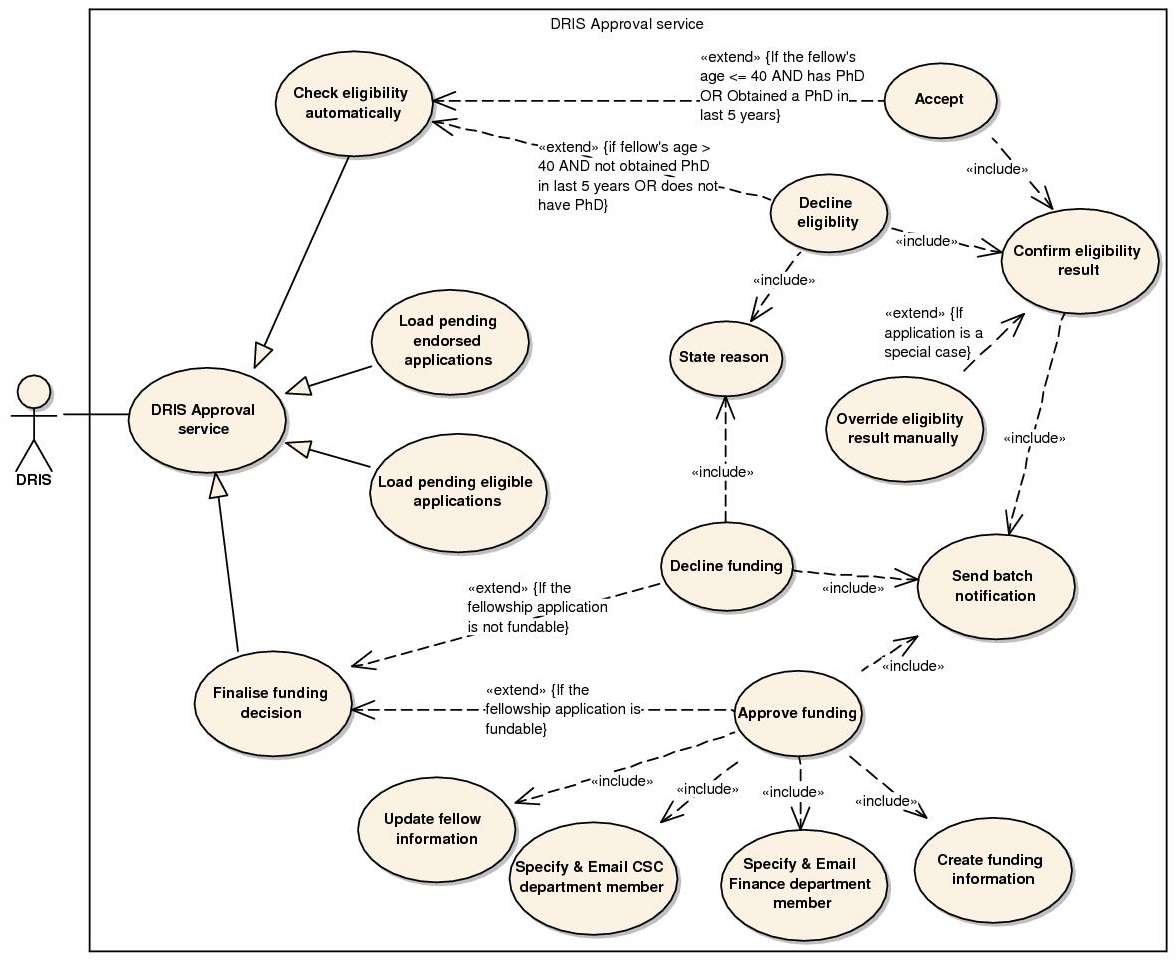 DRIS Approval service
«extend» {If the fellow's
age <= 40 AND has PhD
OR Obtained a PhD in
last 5 years}
Check eligibility
automatically
Accept
«extend» {if fellow's age >
40 AND not obtained PhD
in last 5 years OR does not
have PhD}
«include»
Decline
eligiblity
«include»
Confirm eligibility
result
«include»
Load pending
endorsed
applications
State reason
«extend» {If
application is a
special case}
DRIS Approval
service
Override eligiblity
result manually
«include»
DRIS
Load pending eligible
applications
«include»
Decline funding
«include»
Send batch
notification
«extend» {If the
fellowship application
is not fundable}
«include»
Finalise funding
decision
«extend» {If the
fellowship application is
fundable}
Approve funding
«include»
«include»
«include»
«include»
Update fellow
information
Specify & Email CSC
department member
Specify & Email
Finance department
member
Create funding
information